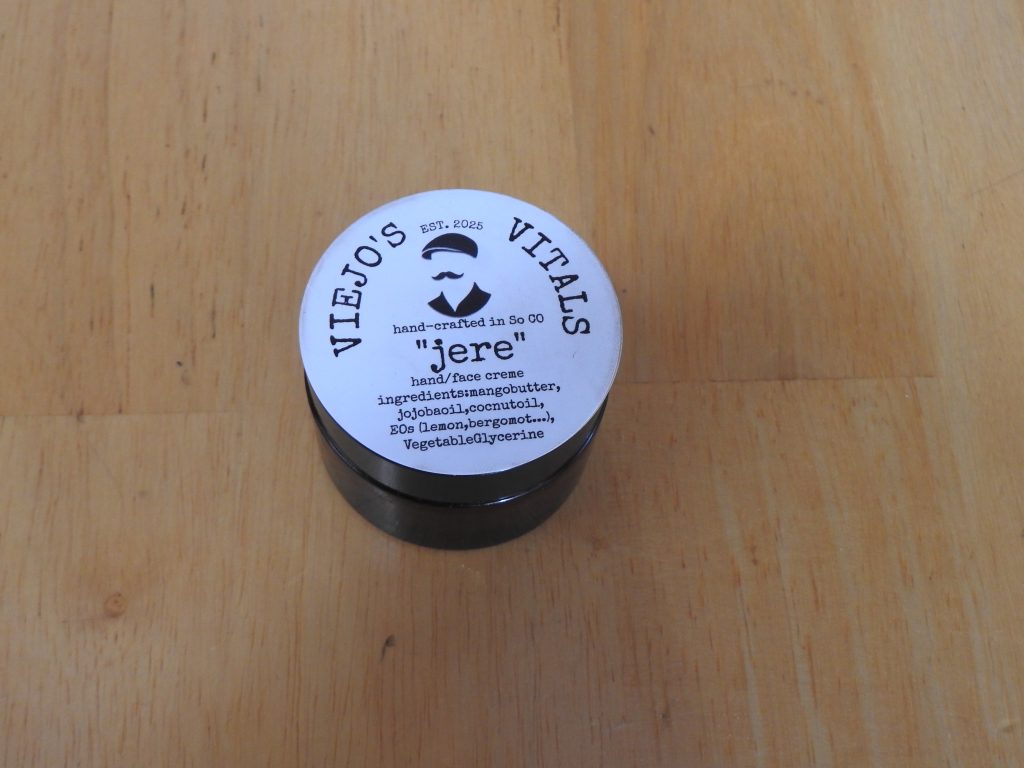 VIEJO'S VITALS
EST. 2025
hand-crafted in So CO
"jere"
hand/face creme
ingredients:mangobutter,
jojobaoil,cocnutoil,
EOs (lemon,bergomot...),
VegetableGlycerine